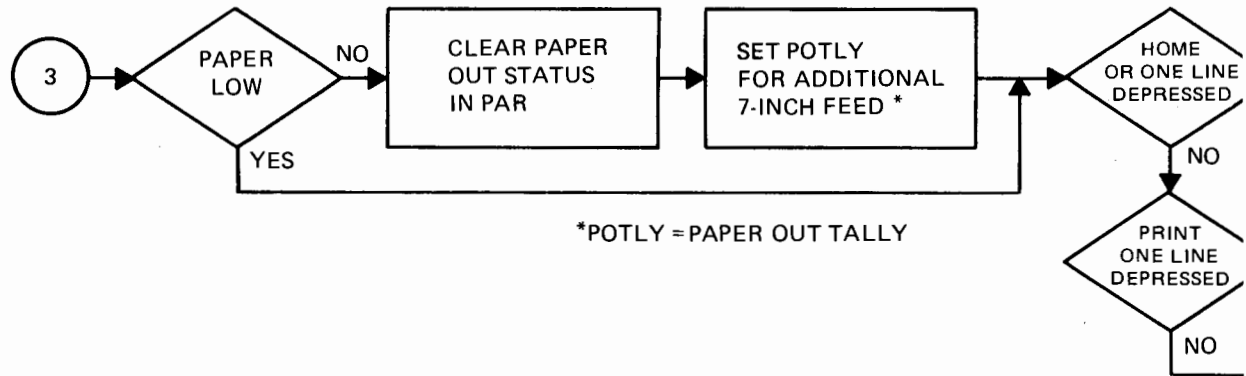 3
PAPER
LOW
NO
YES
CLEAR PAPER
OUT STATUS
IN PAR
SET POTLY
FOR ADDITIONAL
7-INCH FEED *
HOME
OR ONE LINE
DEPRESSED
NO
PRINT
ONE LINE
DEPRESSED
NO
*POTLY = PAPER OUT TALLY